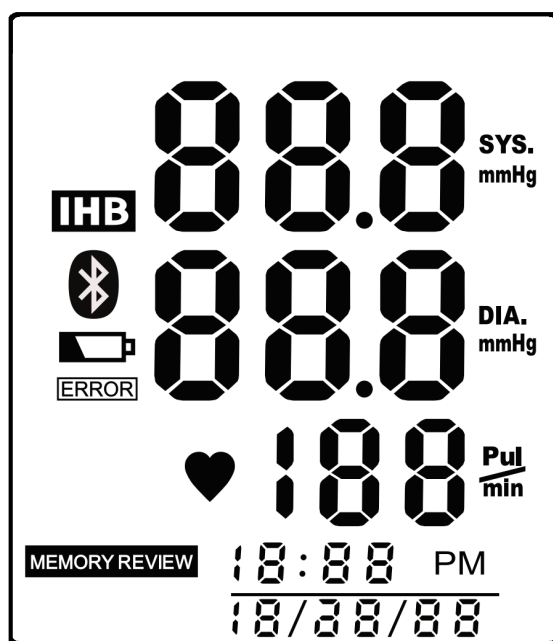 88.8 SYS. mmHg
IHB
88.8 DIA. mmHg
ERROR
188 Pul/min
MEMORY REVIEW 18:88 PM
18/28/88